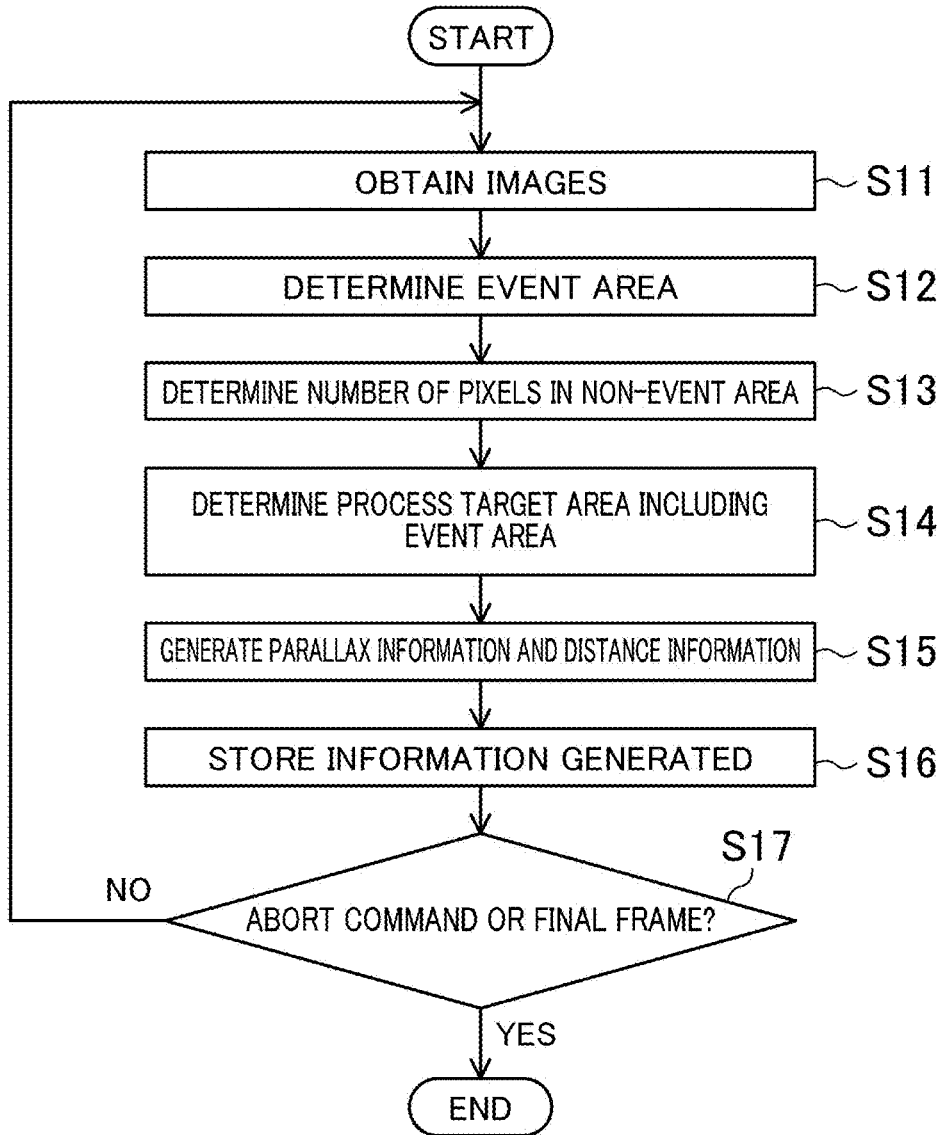 START
OBTAIN IMAGES
S11
DETERMINE EVENT AREA
S12
DETERMINE NUMBER OF PIXELS IN NON-EVENT AREA
S13
DETERMINE PROCESS TARGET AREA INCLUDING
EVENT AREA
S14
GENERATE PARALLAX INFORMATION AND DISTANCE INFORMATION
S15
STORE INFORMATION GENERATED
S16
S17
NO
ABORT COMMAND OR FINAL FRAME?
YES
END